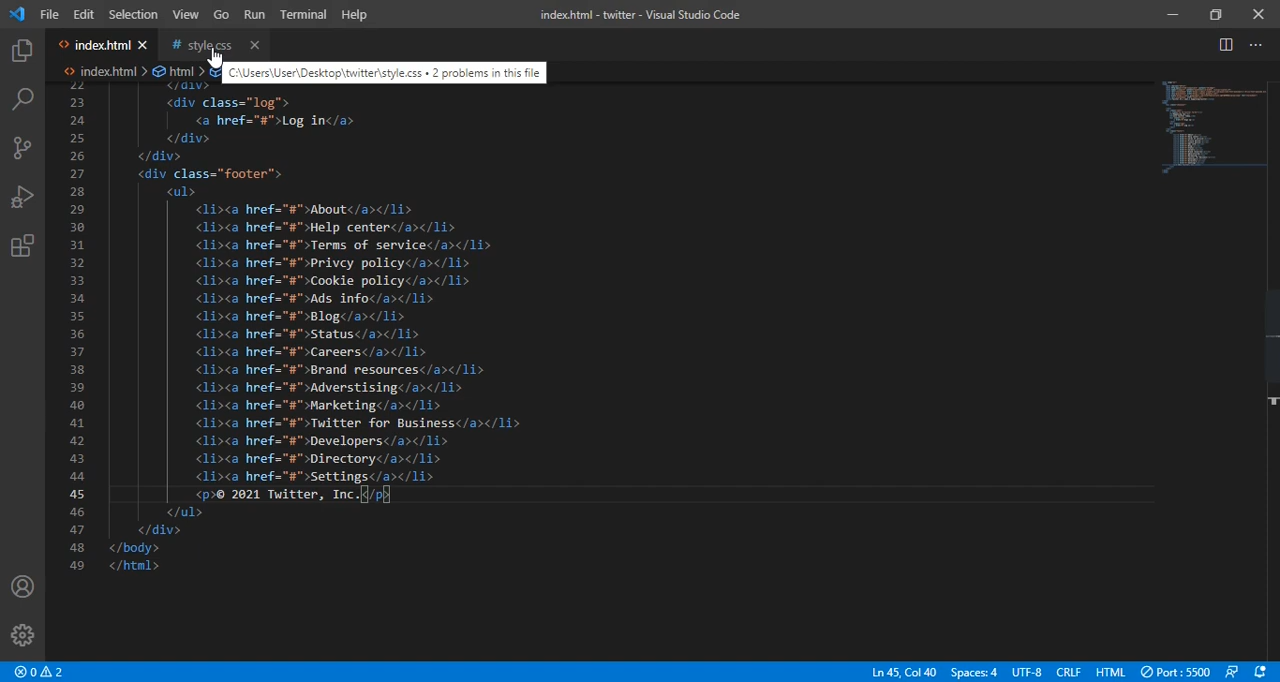 File Edit Selection View Go Run Terminal Help index.html - twitter - Visual Studio Code
index.html # style.css
index.html > html >
C:\Users\User\Desktop\twitter\style.css • 2 problems in this file
22 </div>
23 <div class="log">
24 <a href="#">Log in</a>
25 </div>
26 </div>
27 <div class="footer">
28 <ul>
29 <li><a href="#">About</a></li>
30 <li><a href="#">Help center</a></li>
31 <li><a href="#">Terms of service</a></li>
32 <li><a href="#">Privcy policy</a></li>
33 <li><a href="#">Cookie policy</a></li>
34 <li><a href="#">Ads info</a></li>
35 <li><a href="#">Blog</a></li>
36 <li><a href="#">Status</a></li>
37 <li><a href="#">Careers</a></li>
38 <li><a href="#">Brand resources</a></li>
39 <li><a href="#">Adverstising</a></li>
40 <li><a href="#">Marketing</a></li>
41 <li><a href="#">Twitter for Business</a></li>
42 <li><a href="#">Developers</a></li>
43 <li><a href="#">Directory</a></li>
44 <li><a href="#">Settings</a></li>
45 <p>© 2021 Twitter, Inc.</p>
46 </ul>
47 </div>
48 </body>
49 </html>
0 2 Ln 45, Col 40 Spaces: 4 UTF-8 CRLF HTML Port : 5500